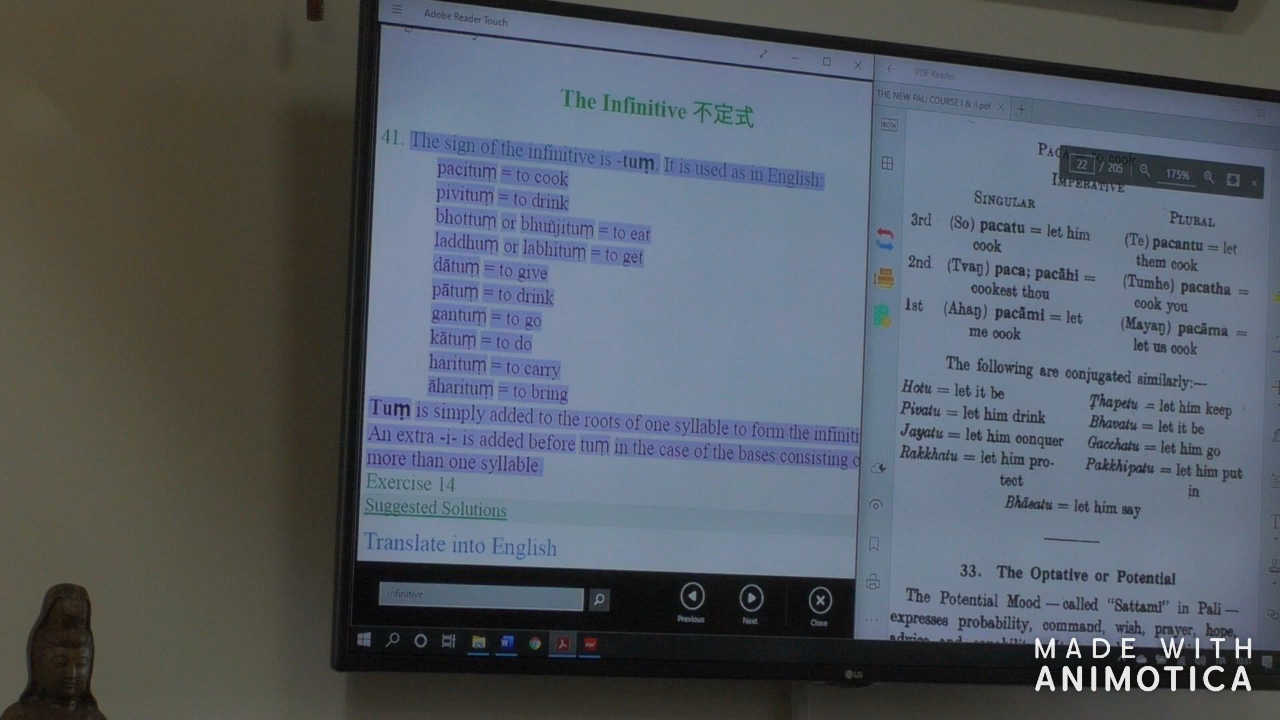 Adobe Reader Touch
The Infinitive 不定式
41. The sign of the infinitive is -tuṃ. It is used as in English:
pacituṃ = to cook
pivituṃ = to drink
bhottuṃ or bhuñjituṃ = to eat
laddhuṃ or labhituṃ = to get
dātuṃ = to give
pātuṃ = to drink
gantuṃ = to go
kātuṃ = to do
harituṃ = to carry
āharituṃ = to bring
Tuṃ is simply added to the roots of one syllable to form the infiniti
An extra -i- is added before tuṃ in the case of the bases consisting
more than one syllable.
Exercise 14
Suggested Solutions
Translate into English
infinitive
Previous
Next
Close
PDF Reader
THE NEW PALI COURSE I & II.pdf
22 / 205
175%
IMPERATIVE
SINGULAR
PLURAL
3rd (So) pacatu = let him cook
(Te) pacantu = let them cook
2nd (Tvaŋ) paca; pacāhi = cookest thou
(Tumhe) pacatha = cook you
1st (Ahaŋ) pacāmi = let me cook
(Mayaŋ) pacāma = let us cook
The following are conjugated similarly:—
Hotu = let it be
Pivatu = let him drink
Jayatu = let him conquer
Rakkhatu = let him pro-
tect
Ṭhapetu = let him keep
Bhavatu = let it be
Gacchatu = let him go
Pakkhipatu = let him put
in
Bhāsatu = let him say
33. The Optative or Potential
The Potential Mood — called "Sattami" in Pali —
expresses probability, command, wish, prayer, hope,
LG
MADE WITH
ANIMOTICA